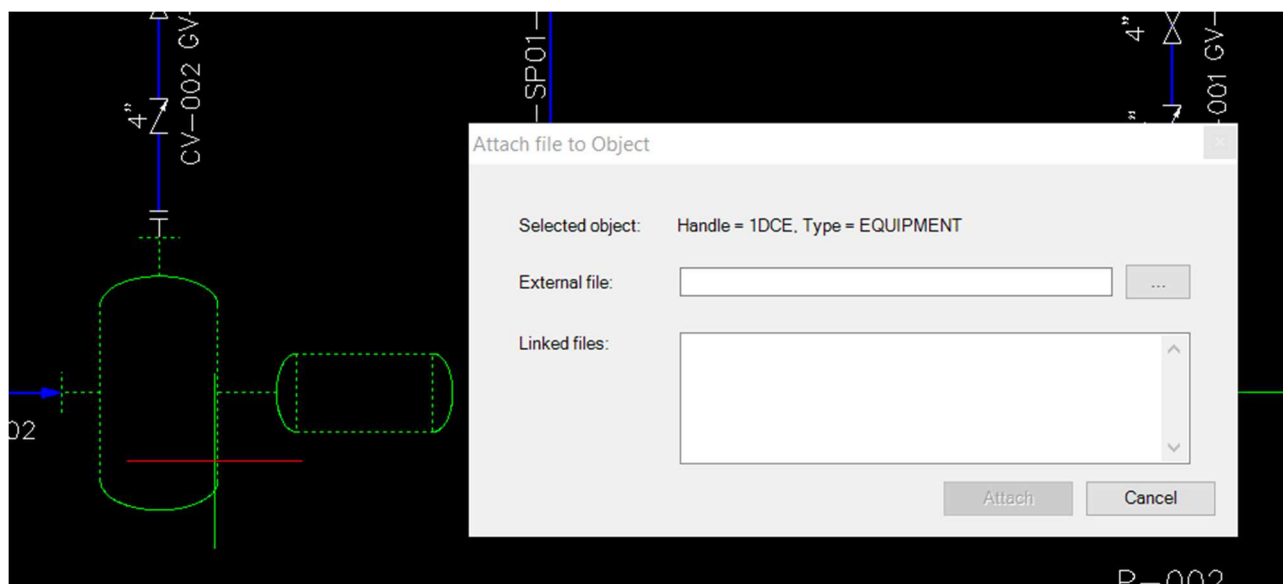 4"
CV-002 GV-
-SP01-
4"
-001 GV-
Attach file to Object
Selected object: Handle = 1DCE, Type = EQUIPMENT
External file: ...
Linked files:
Attach Cancel
02
P-002